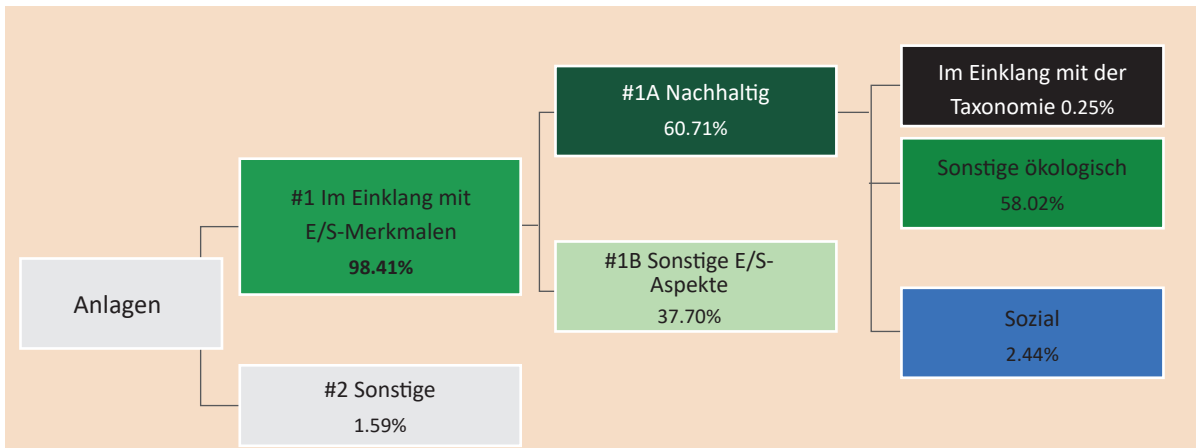 Anlagen
#1 Im Einklang mit
E/S-Merkmalen
98.41%
#2 Sonstige
1.59%
#1A Nachhaltig
60.71%
#1B Sonstige E/S-
Aspekte
37.70%
Im Einklang mit der
Taxonomie 0.25%
Sonstige ökologisch
58.02%
Sozial
2.44%